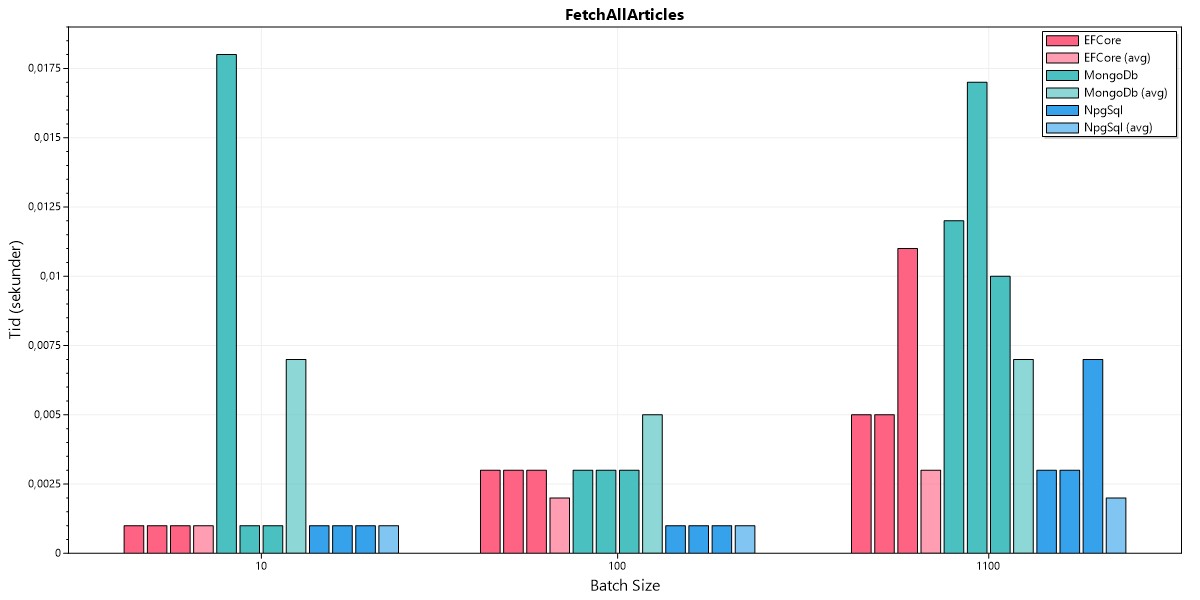 FetchAllArticles
EFCore
EFCore (avg)
MongoDb
MongoDb (avg)
NpgSql
NpgSql (avg)
Tid (sekunder)
0,0175
0,015
0,0125
0,01
0,0075
0,005
0,0025
0
10
100
1100
Batch Size